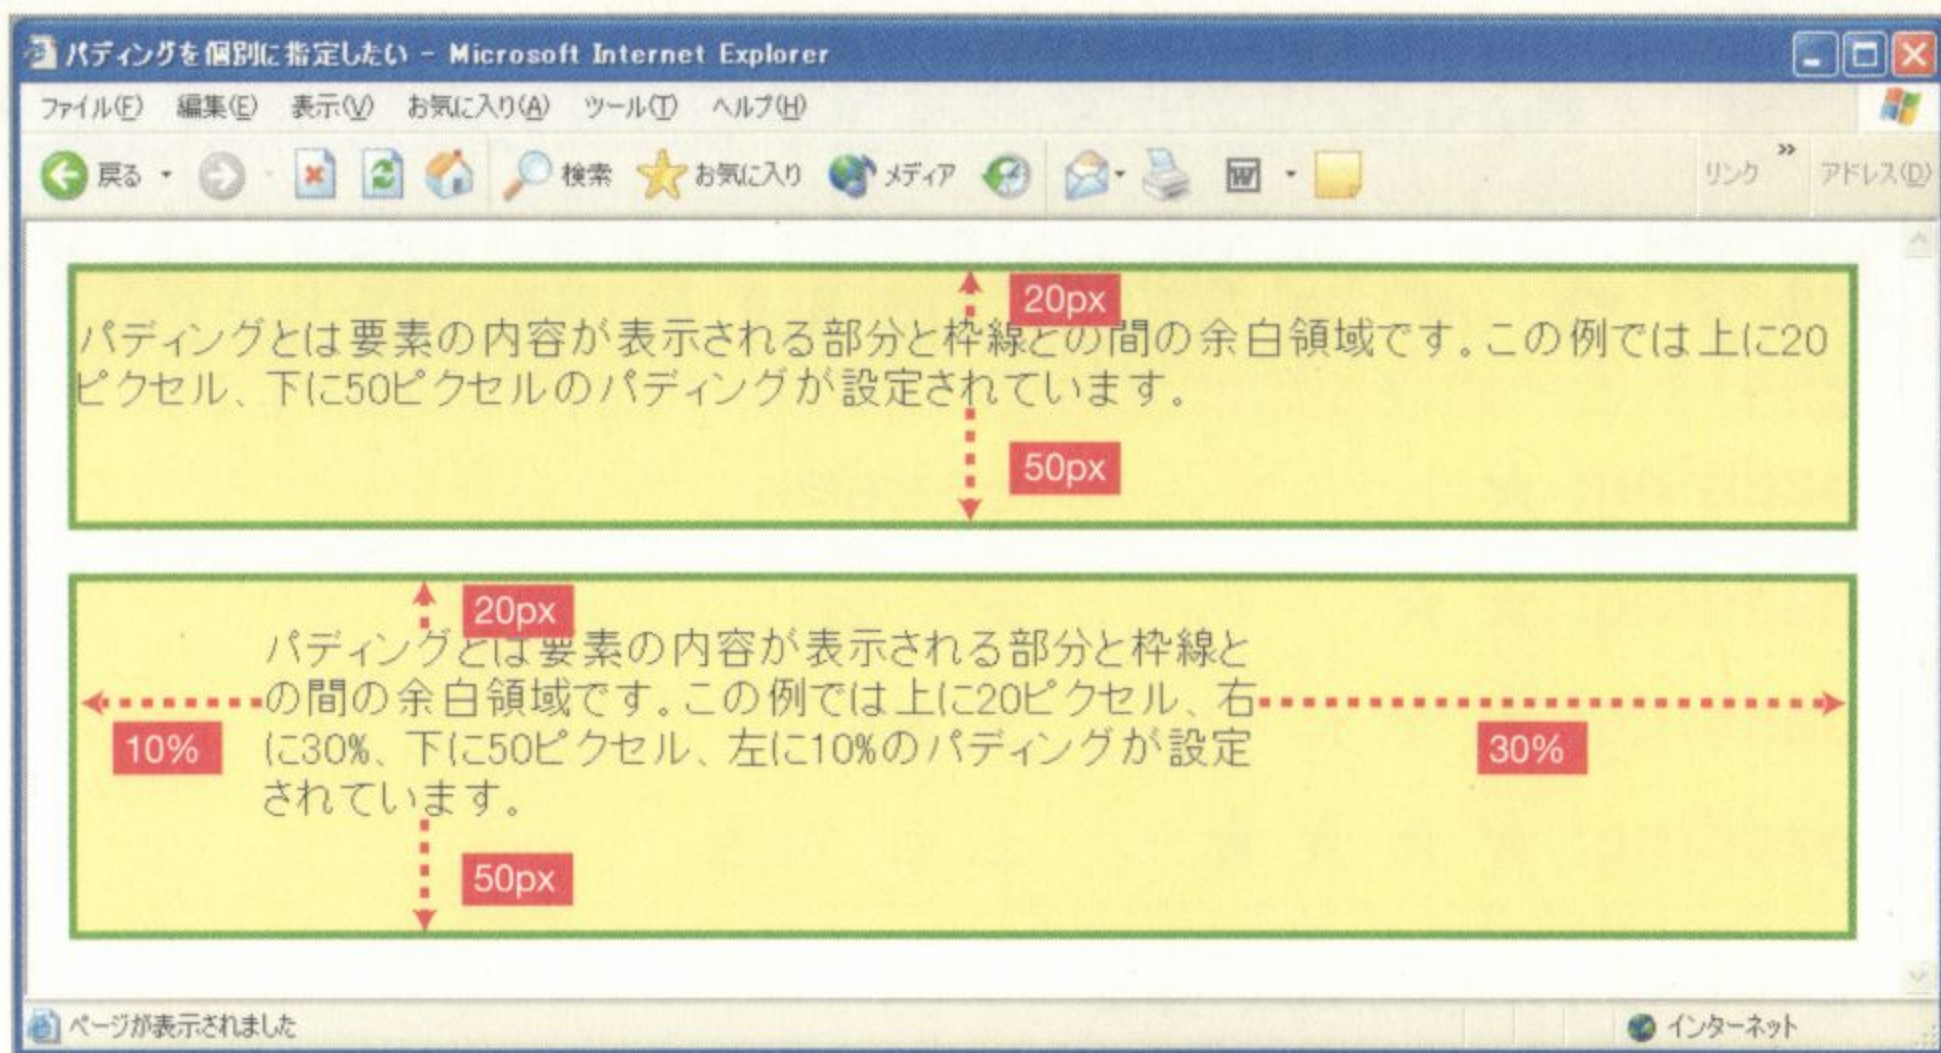 パディングを個別に指定したい - Microsoft Internet Explorer
ファイル(F) 編集(E) 表示(V) お気に入り(A) ツール(T) ヘルプ(H)
戻る 検索 お気に入り メディア W リンク » アドレス(D)
20px
パディングとは要素の内容が表示される部分と枠線との間の余白領域です。この例では上に20
ピクセル、下に50ピクセルのパディングが設定されています。
50px
20px
パディングとは要素の内容が表示される部分と枠線と
の間の余白領域です。この例では上に20ピクセル、右
に30%、下に50ピクセル、左に10%のパディングが設定
されています。
10%
30%
50px
ページが表示されました インターネット